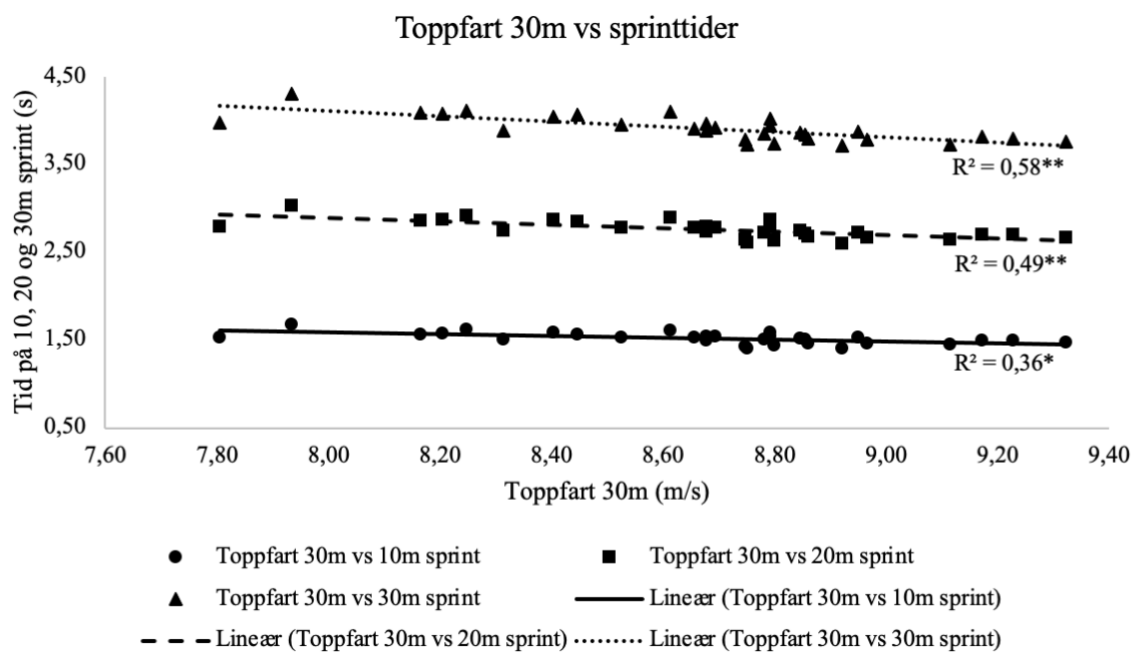 Toppfart 30m vs sprinttider
Tid på 10, 20 og 30m sprint (s)
4,50
3,50
2,50
1,50
0,50
R² = 0,58**
R² = 0,49**
R² = 0,36*
7,60 7,80 8,00 8,20 8,40 8,60 8,80 9,00 9,20 9,40
Toppfart 30m (m/s)
Toppfart 30m vs 10m sprint Toppfart 30m vs 20m sprint
Toppfart 30m vs 30m sprint Lineær (Toppfart 30m vs 10m sprint)
Lineær (Toppfart 30m vs 20m sprint) Lineær (Toppfart 30m vs 30m sprint)